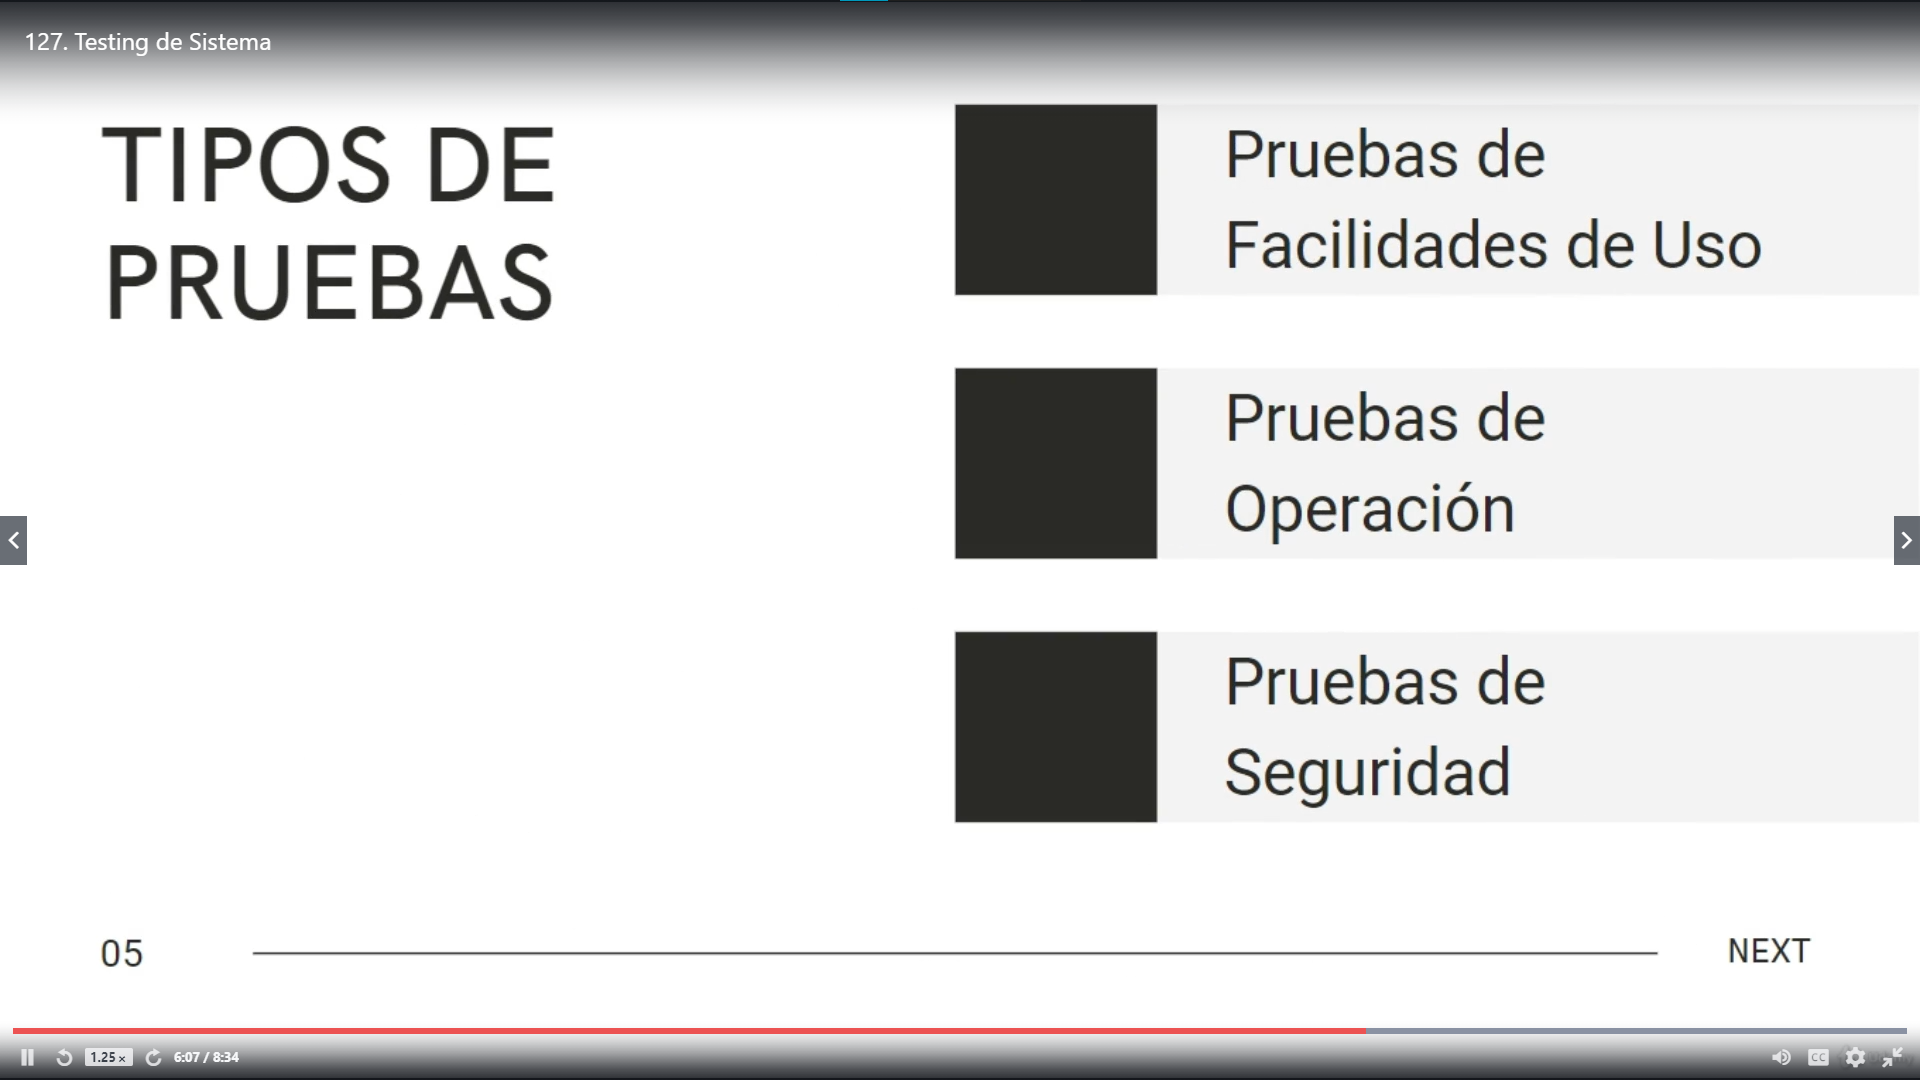 127. Testing de Sistema
TIPOS DE
PRUEBAS
Pruebas de
Facilidades de Uso
Pruebas de
Operación
Pruebas de
Seguridad
05
NEXT
1.25 x
6:07 / 8:34
CC